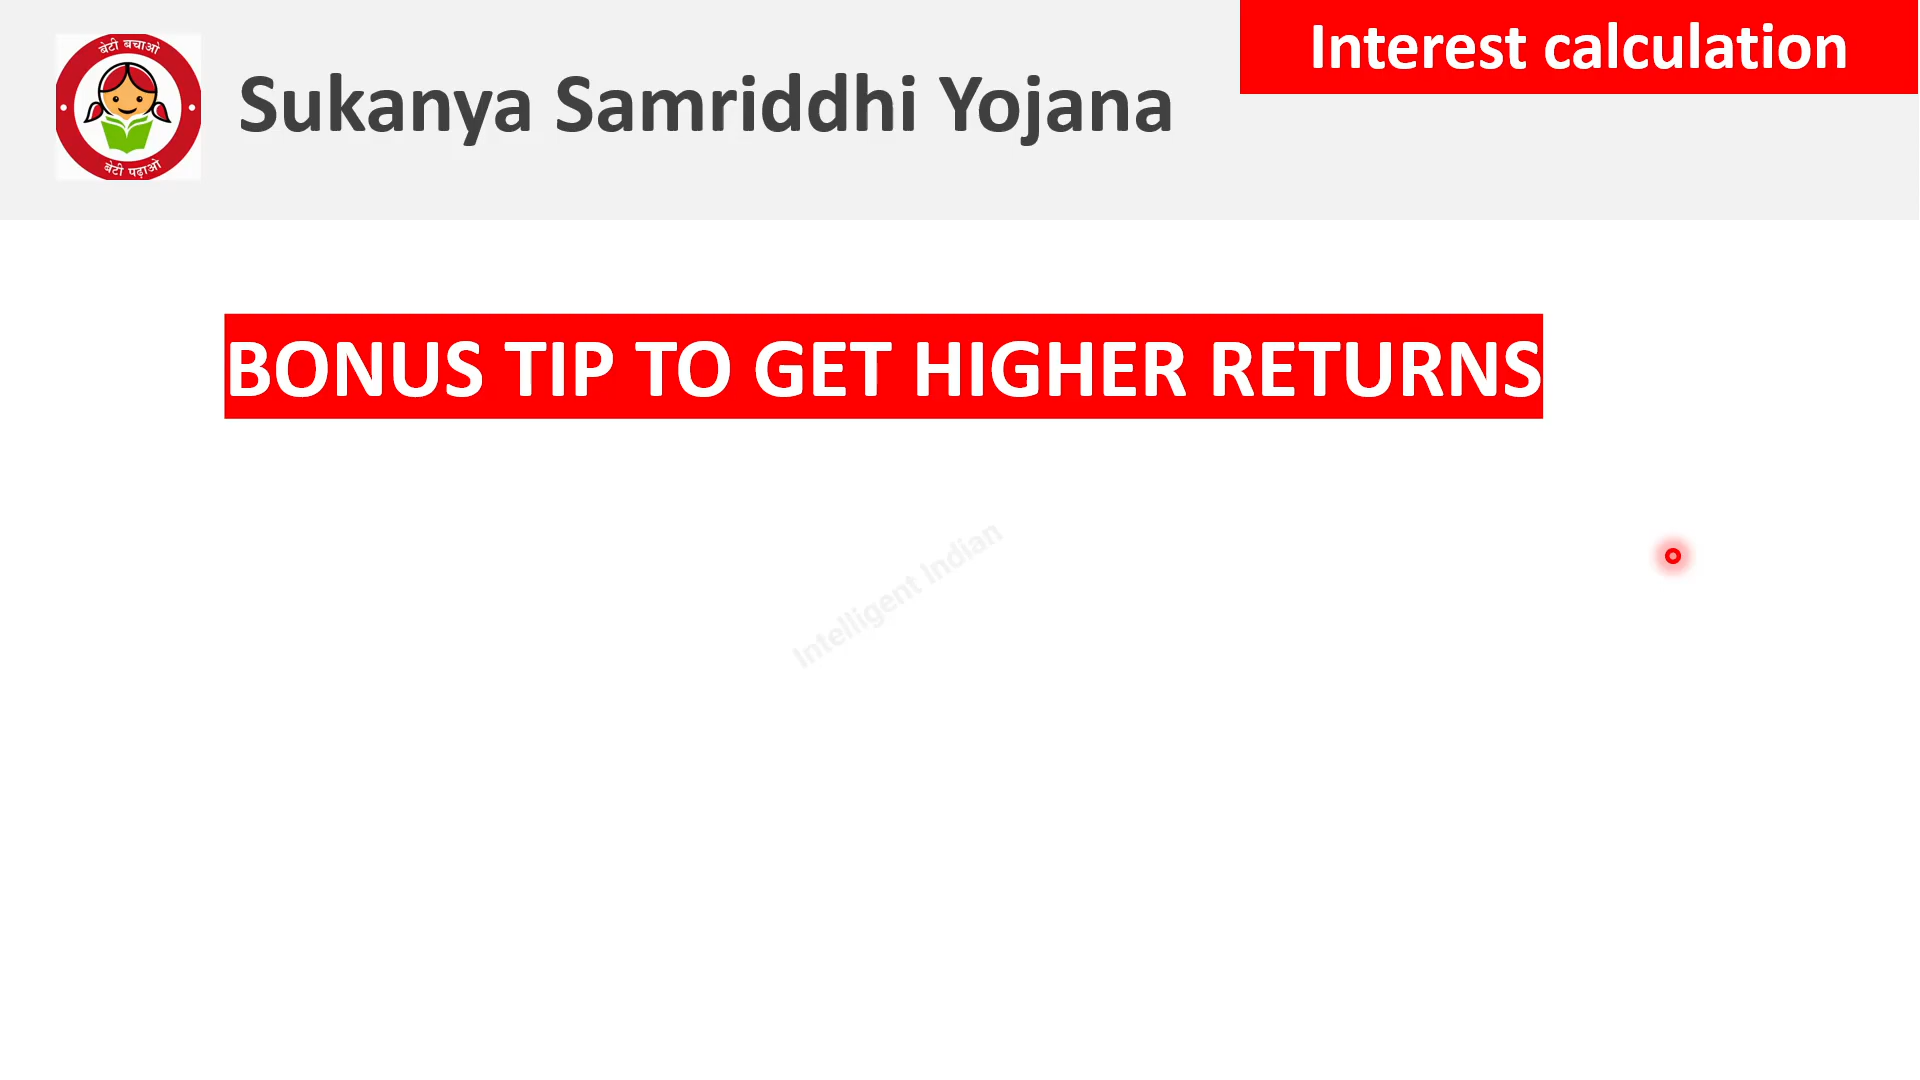 Interest calculation
बेटी बचाओ
Sukanya Samriddhi Yojana
बेटी पढ़ाओ
BONUS TIP TO GET HIGHER RETURNS
Intelligent Indian